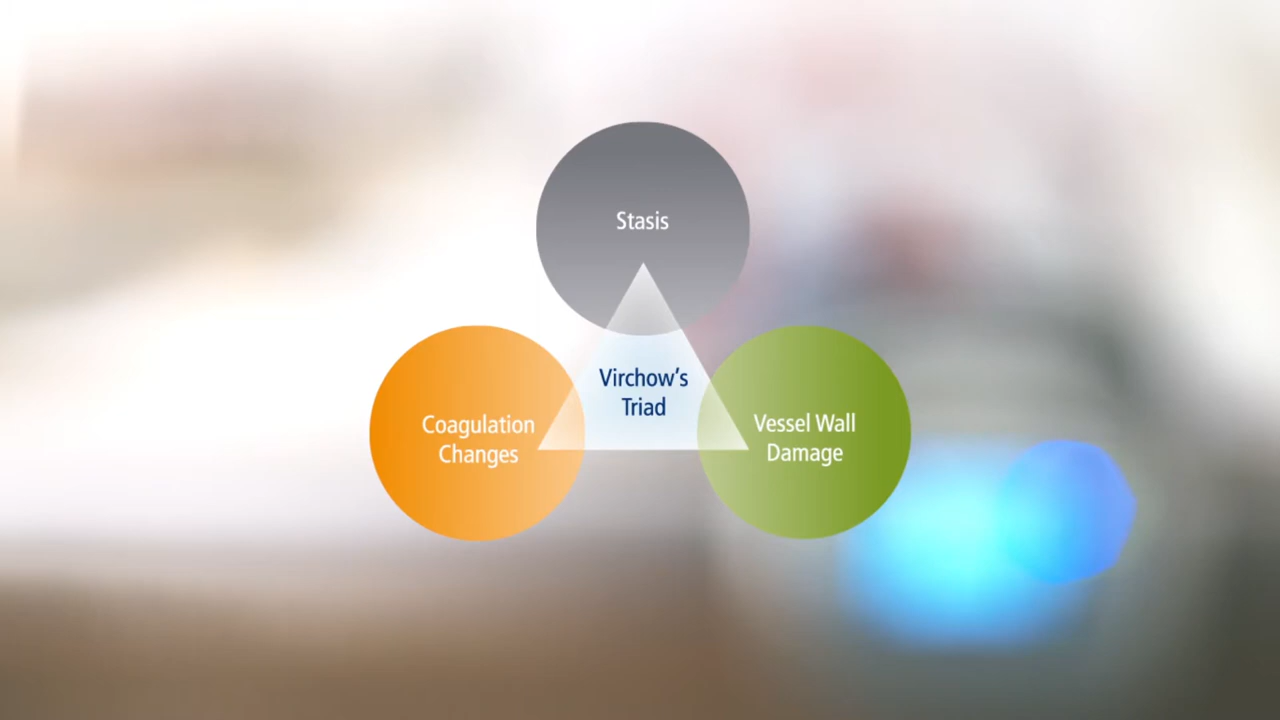 Stasis
Virchow’s
Triad
Coagulation
Changes
Vessel Wall
Damage